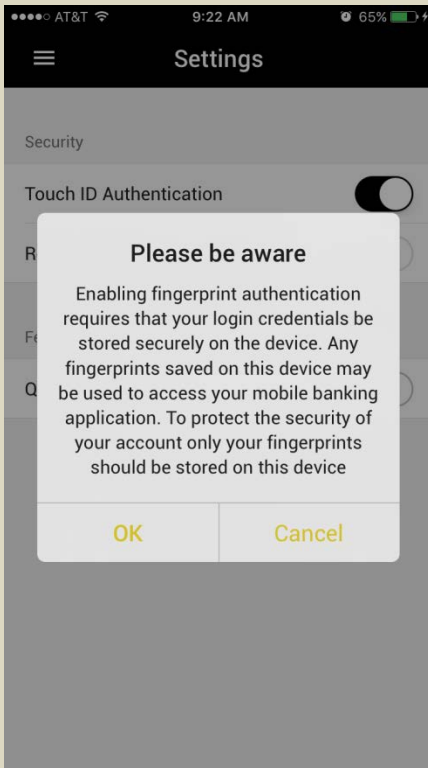 AT&T 9:22 AM 65%
Settings
Security
Touch ID Authentication
R
Please be aware
Enabling fingerprint authentication
requires that your login credentials be
stored securely on the device. Any
fingerprints saved on this device may
be used to access your mobile banking
application. To protect the security of
your account only your fingerprints
should be stored on this device
Fe
Q
OK Cancel